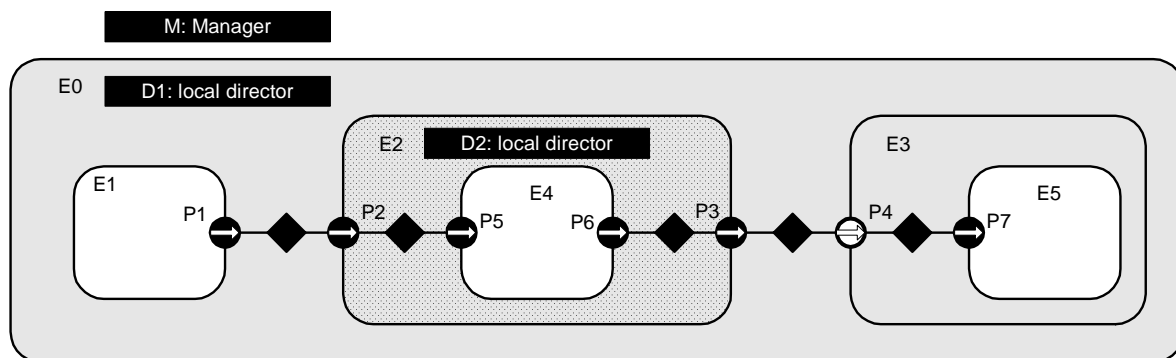 M: Manager
E0
D1: local director
E2
D2: local director
E3
E1
E4
E5
P1
P2
P5
P6
P3
P4
P7